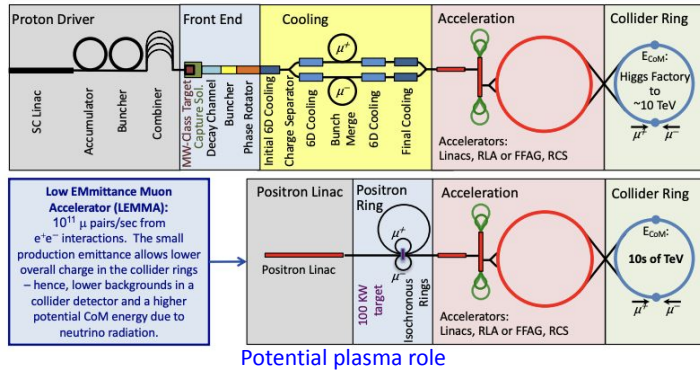 Proton Driver
Front End
Cooling
Acceleration
Collider Ring
SC Linac
Accumulator
Buncher
Combiner
MW-Class Target
Capture Sol.
Decay Channel
Buncher
Phase Rotator
Initial 6D Cooling
Charge Separator
6D Cooling
Bunch
Merge
6D Cooling
Final Cooling
μ+
μ−
Accelerators:
Linacs, RLA or FFAG, RCS
ECoM:
Higgs Factory
to
~10 TeV
μ+ μ−
Low EMmittance Muon
Accelerator (LEMMA):
10¹¹ μ pairs/sec from
e⁺e⁻ interactions. The small
production emittance allows lower
overall charge in the collider rings
– hence, lower backgrounds in a
collider detector and a higher
potential CoM energy due to
neutrino radiation.
Positron Linac
Positron
Ring
Acceleration
Collider Ring
Positron Linac
μ+
μ−
100 KW
target
Isochronous
Rings
Accelerators:
Linacs, RLA or FFAG, RCS
ECoM:
10s of TeV
μ+ μ−
Potential plasma role